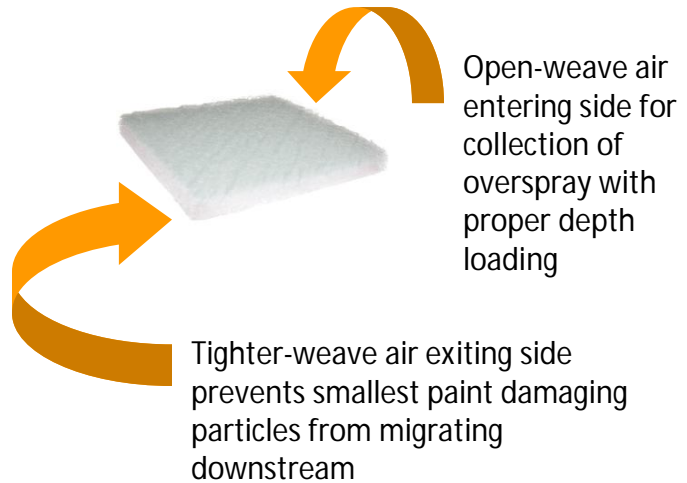 Open-weave air
entering side for
collection of
overspray with
proper depth
loading
Tighter-weave air exiting side
prevents smallest paint damaging
particles from migrating
downstream